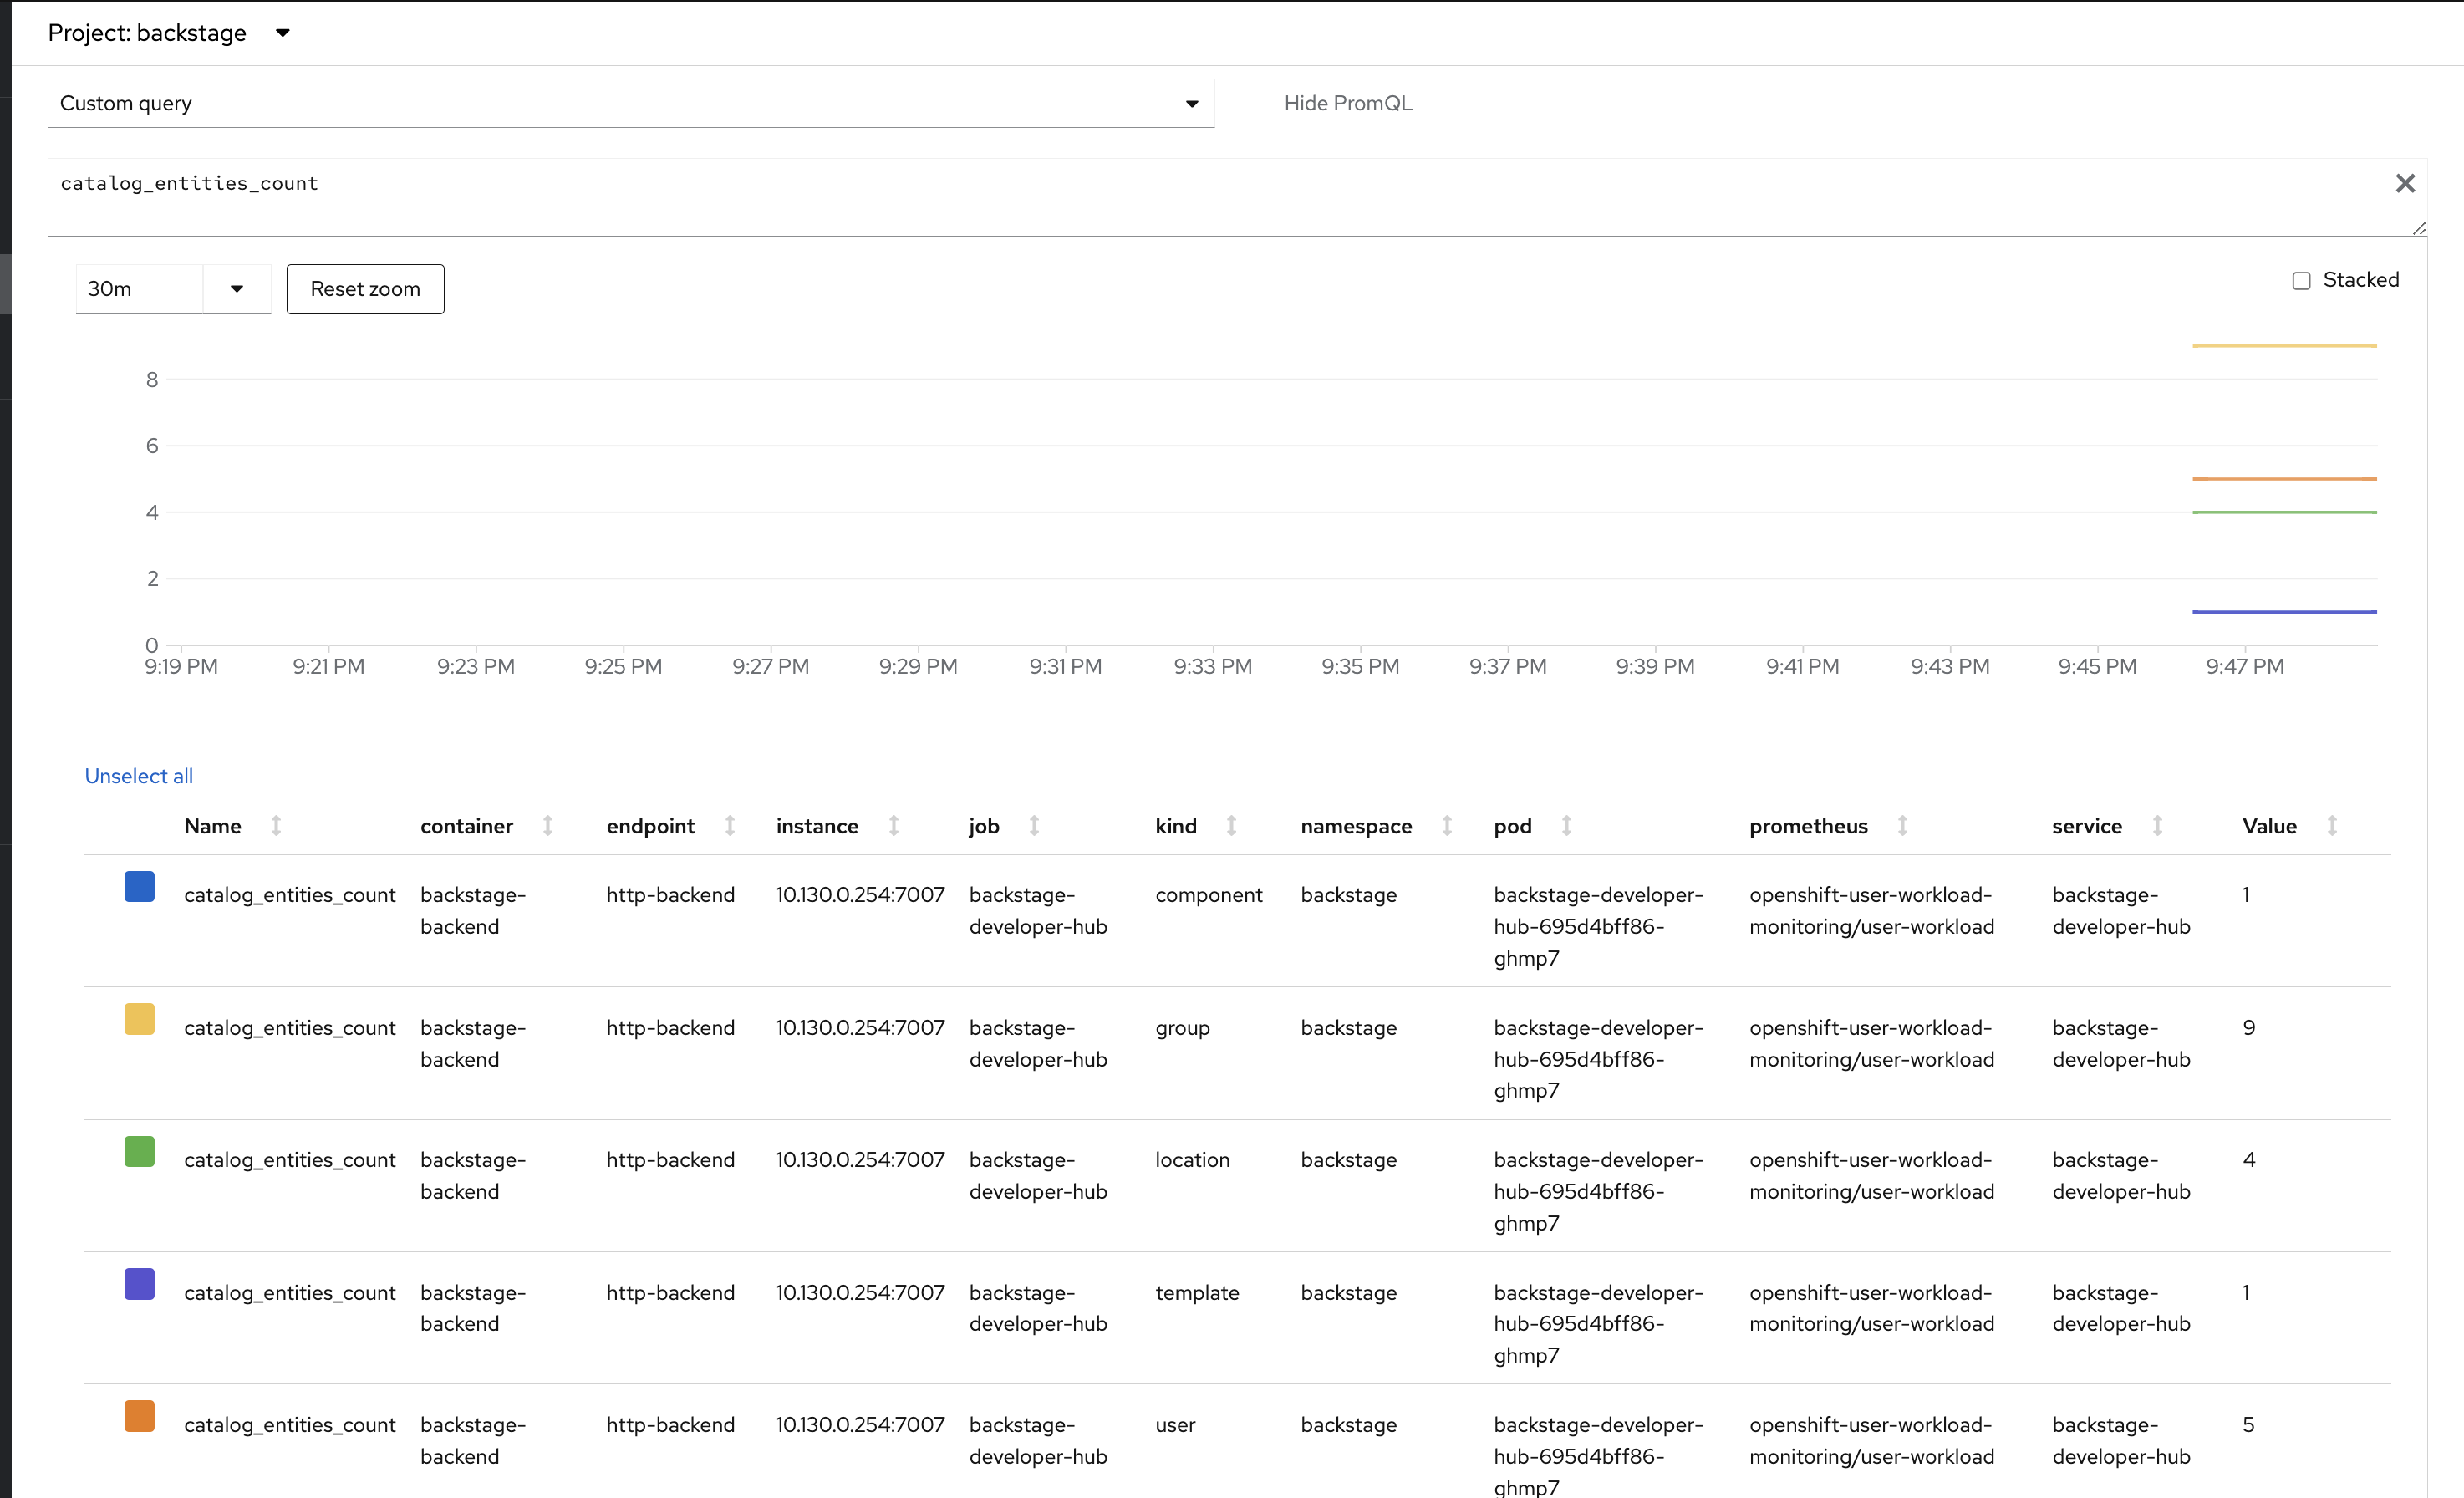 Project: backstage
Custom query
Hide PromQL
catalog_entities_count
30m
Reset zoom
Stacked
8
6
4
2
0
9:19 PM 9:21 PM 9:23 PM 9:25 PM 9:27 PM 9:29 PM 9:31 PM 9:33 PM 9:35 PM 9:37 PM 9:39 PM 9:41 PM 9:43 PM 9:45 PM 9:47 PM
Unselect all
Name container endpoint instance job kind namespace pod prometheus service Value
catalog_entities_count backstage- http-backend 10.130.0.254:7007 backstage- component backstage backstage-developer- openshift-user-workload- backstage- 1
backend developer-hub hub-695d4bff86- monitoring/user-workload developer-hub
ghmp7
catalog_entities_count backstage- http-backend 10.130.0.254:7007 backstage- group backstage backstage-developer- openshift-user-workload- backstage- 9
backend developer-hub hub-695d4bff86- monitoring/user-workload developer-hub
ghmp7
catalog_entities_count backstage- http-backend 10.130.0.254:7007 backstage- location backstage backstage-developer- openshift-user-workload- backstage- 4
backend developer-hub hub-695d4bff86- monitoring/user-workload developer-hub
ghmp7
catalog_entities_count backstage- http-backend 10.130.0.254:7007 backstage- template backstage backstage-developer- openshift-user-workload- backstage- 1
backend developer-hub hub-695d4bff86- monitoring/user-workload developer-hub
ghmp7
catalog_entities_count backstage- http-backend 10.130.0.254:7007 backstage- user backstage backstage-developer- openshift-user-workload- backstage- 5
backend developer-hub hub-695d4bff86- monitoring/user-workload developer-hub
ghmp7